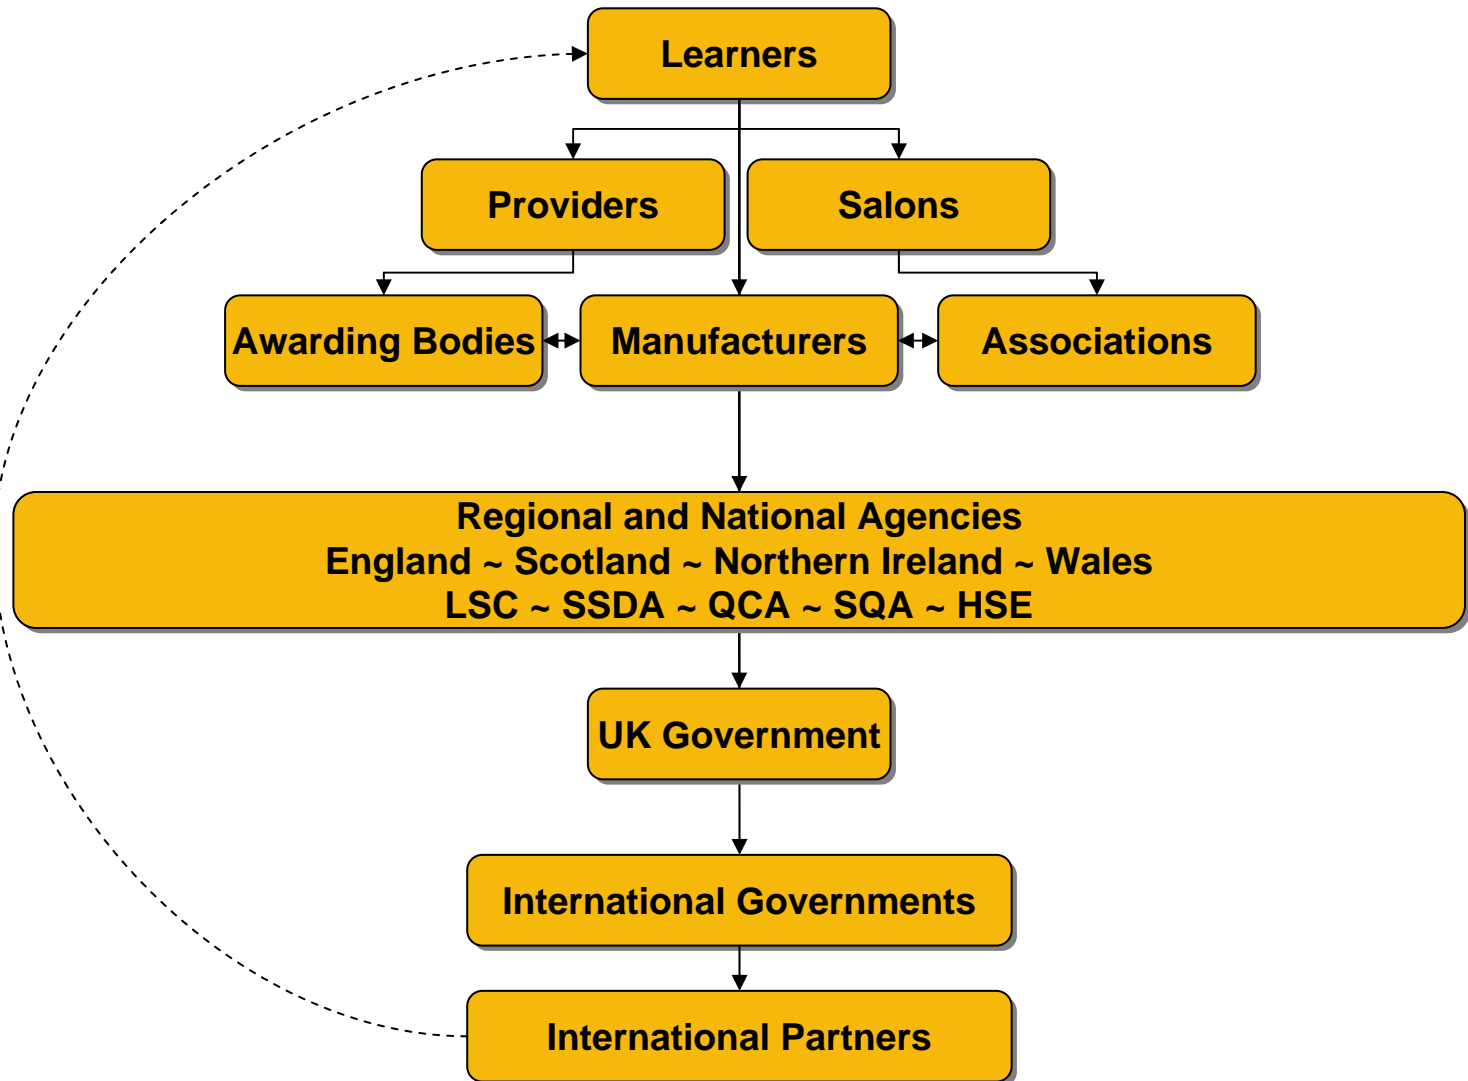 Learners
Providers
Salons
Awarding Bodies
Manufacturers
Associations
Regional and National Agencies
England ~ Scotland ~ Northern Ireland ~ Wales
LSC ~ SSDA ~ QCA ~ SQA ~ HSE
UK Government
International Governments
International Partners